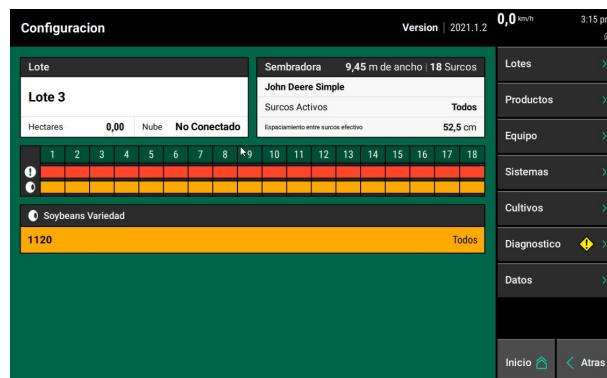 Configuracion
Version | 2021.1.2
0,0 km/h
3:15 pm
Lote
Lote 3
Hectares 0,00 Nube No Conectado
Sembradora 9,45 m de ancho | 18 Surcos
John Deere Simple
Surcos Activos Todos
Espaciamiento entre surcos efectivo 52,5 cm
1 2 3 4 5 6 7 8 9 10 11 12 13 14 15 16 17 18
Soybeans Variedad
1120 Todos
Lotes
Productos
Equipo
Sistemas
Cultivos
Diagnostico
Datos
Inicio
Atras